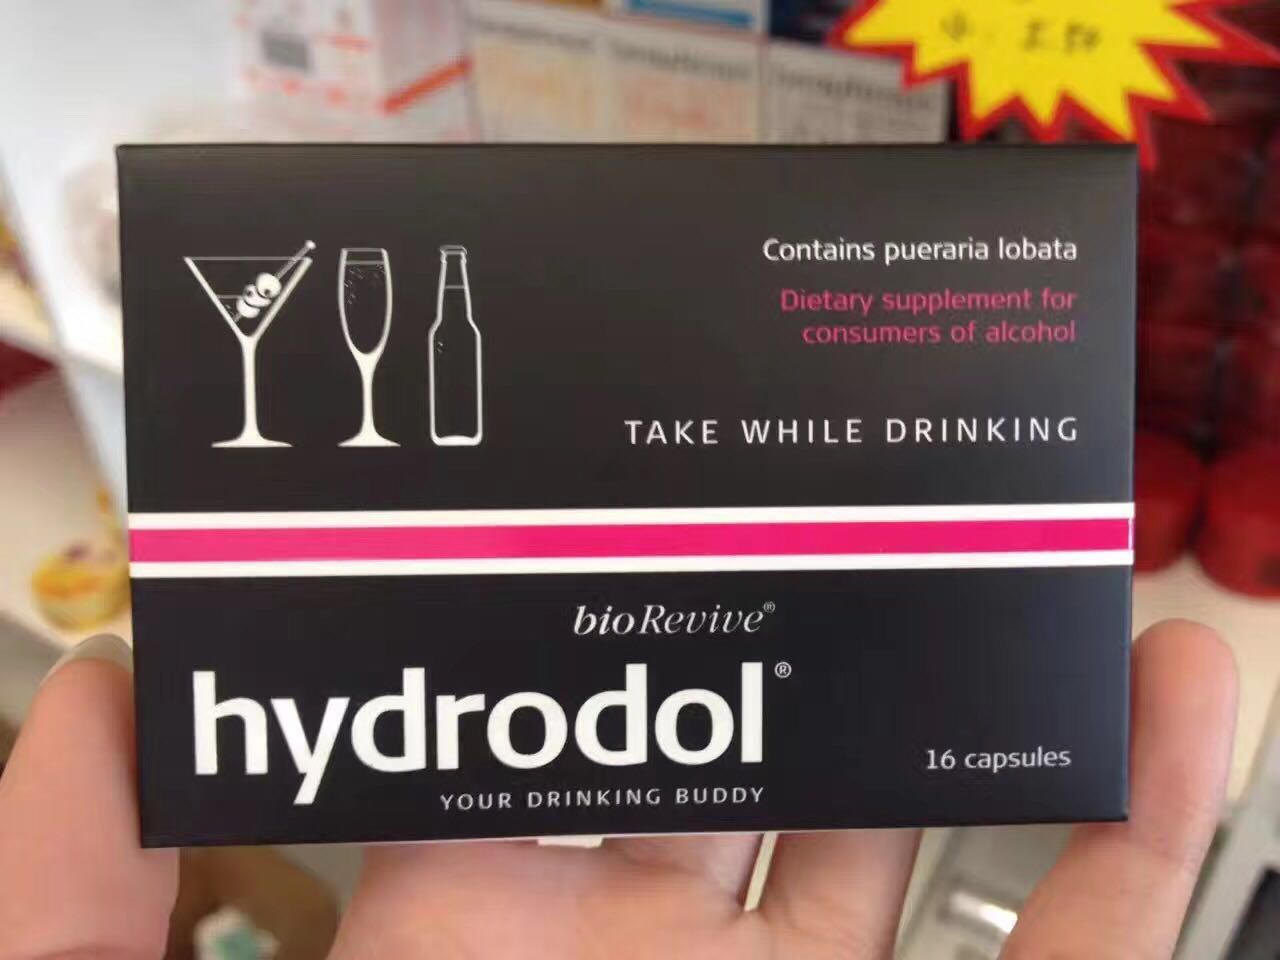 Contains pueraria lobata
Dietary supplement for
consumers of alcohol
TAKE WHILE DRINKING
bioRevive®
hydrodol®
YOUR DRINKING BUDDY
16 capsules